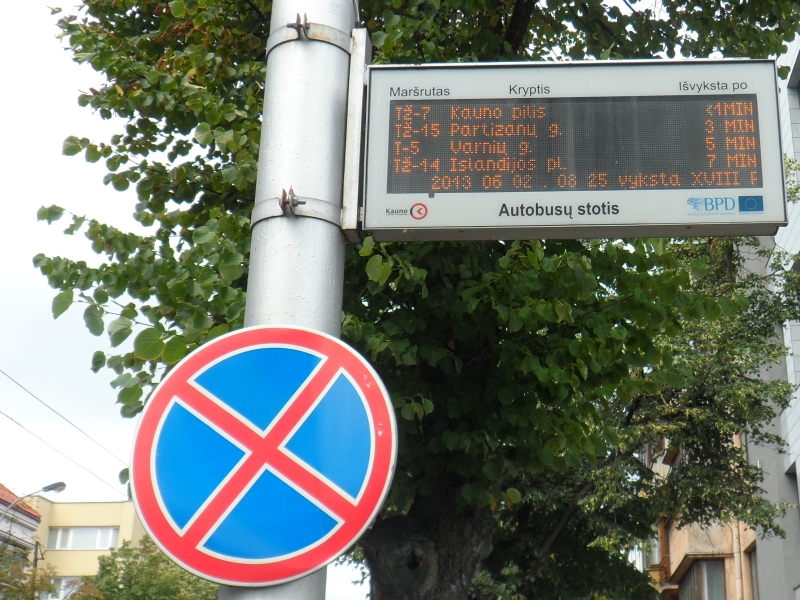 Maršrutas Kryptis Išvyksta po
TŽ-7 Kauno pilis <1MIN
TŽ-15 Partizanų g. 3 MIN
T-5 Varnių g. 5 MIN
TŽ-14 Islandijos pl. 7 MIN
2013 06 02 . 08 25 vyksta XVIII P
Kauno Autobusų stotis BPD